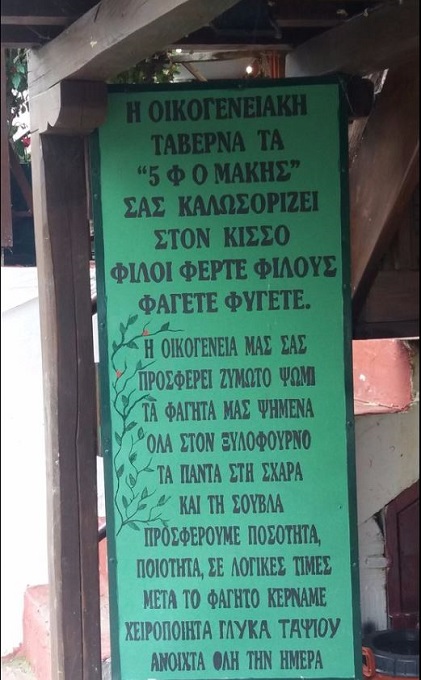 Η ΟΙΚΟΓΕΝΕΙΑΚΗ
ΤΑΒΕΡΝΑ ΤΑ
“5 Φ Ο ΜΑΚΗΣ”
ΣΑΣ ΚΑΛΩΣΟΡΙΖΕΙ
ΣΤΟΝ ΚΙΣΣΟ
ΦΙΛΟΙ ΦΕΡΤΕ ΦΙΛΟΥΣ
ΦΑΓΕΤΕ ΦΥΓΕΤΕ.
Η ΟΙΚΟΓΕΝΕΙΑ ΜΑΣ ΣΑΣ
ΠΡΟΣΦΕΡΕΙ ΖΥΜΩΤΟ ΨΩΜΙ
ΤΑ ΦΑΓΗΤΑ ΜΑΣ ΨΗΜΕΝΑ
ΟΛΑ ΣΤΟΝ ΞΥΛΟΦΟΥΡΝΟ
ΤΑ ΠΑΝΤΑ ΣΤΗ ΣΧΑΡΑ
ΚΑΙ ΤΗ ΣΟΥΒΛΑ
ΠΡΟΣΦΕΡΟΥΜΕ ΠΟΣΟΤΗΤΑ,
ΠΟΙΟΤΗΤΑ, ΣΕ ΛΟΓΙΚΕΣ ΤΙΜΕΣ
ΜΕΤΑ ΤΟ ΦΑΓΗΤΟ ΚΕΡΝΑΜΕ
ΧΕΙΡΟΠΟΙΗΤΑ ΓΛΥΚΑ ΤΑΨΙΟΥ
ΑΝΟΙΧΤΑ ΟΛΗ ΤΗΝ ΗΜΕΡΑ